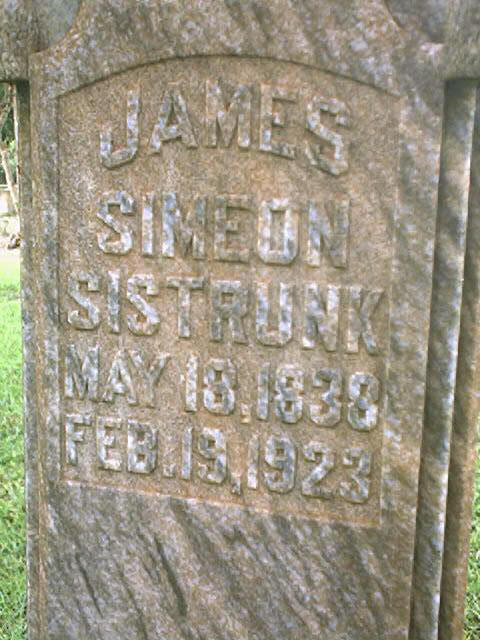 JAMES
SIMEON
SISTRUNK
MAY 18, 1838
FEB. 19, 1923